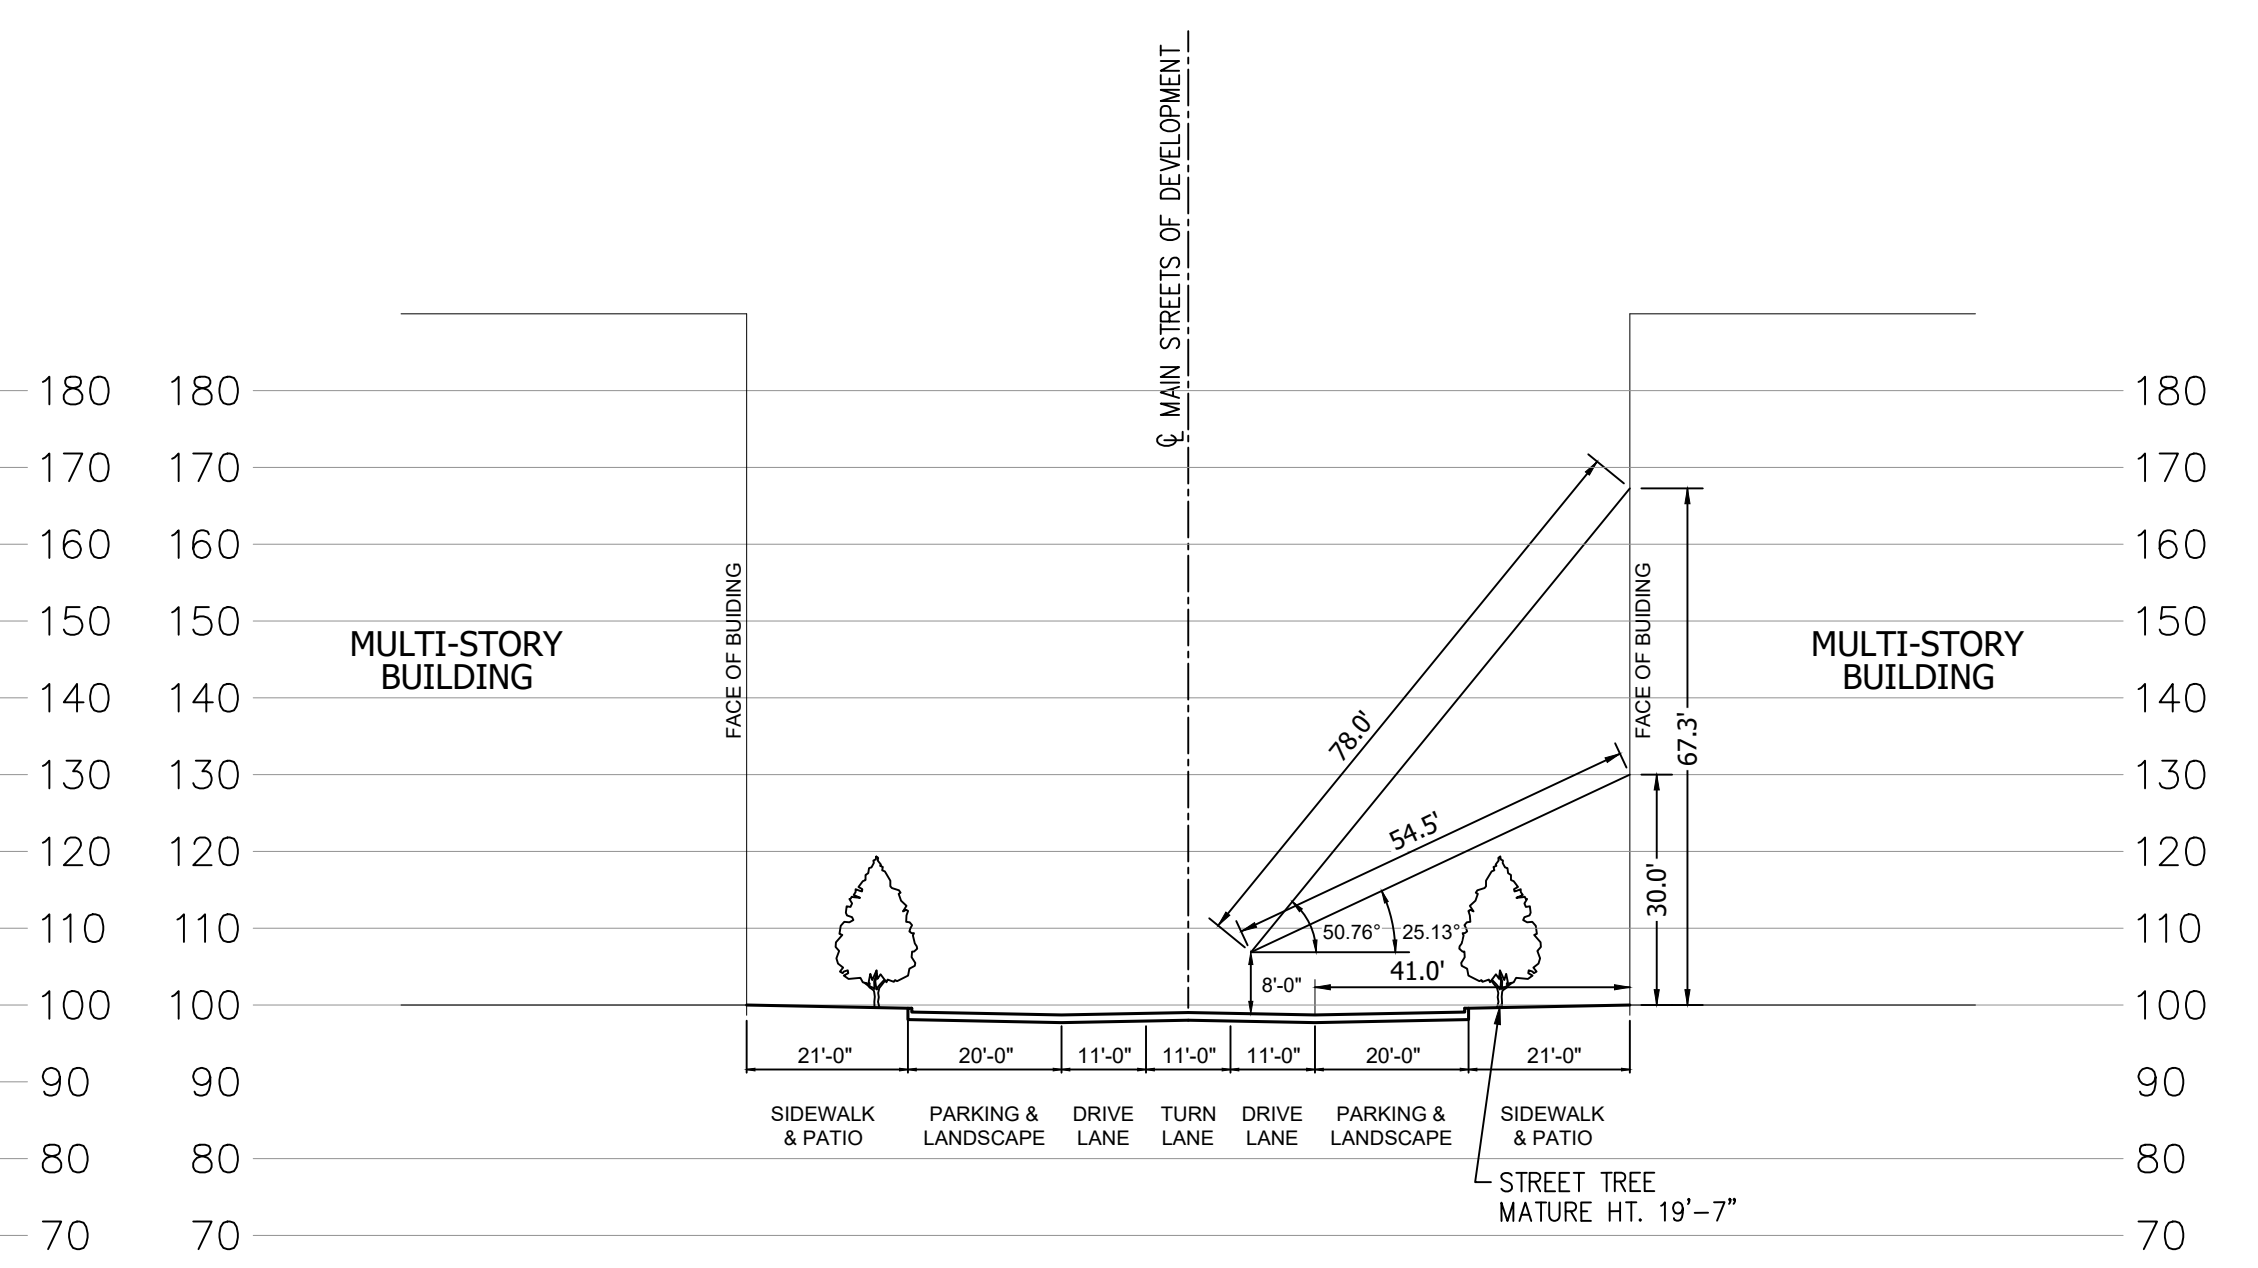 ℄ MAIN STREETS OF DEVELOPMENT
180 180 180
170 170 170
160 160 160
150 150 150
140 140 140
130 130 130
120 120 120
110 110 110
100 100 100
90 90 90
80 80 80
70 70 70
MULTI-STORY
BUILDING
FACE OF BUIDING
FACE OF BUIDING
MULTI-STORY
BUILDING
78.0'
67.3'
54.5'
30.0'
50.76°
25.13°
41.0'
8'-0"
21'-0" 20'-0" 11'-0" 11'-0" 11'-0" 20'-0" 21'-0"
SIDEWALK
& PATIO
PARKING &
LANDSCAPE
DRIVE
LANE
TURN
LANE
DRIVE
LANE
PARKING &
LANDSCAPE
SIDEWALK
& PATIO
STREET TREE
MATURE HT. 19'-7"